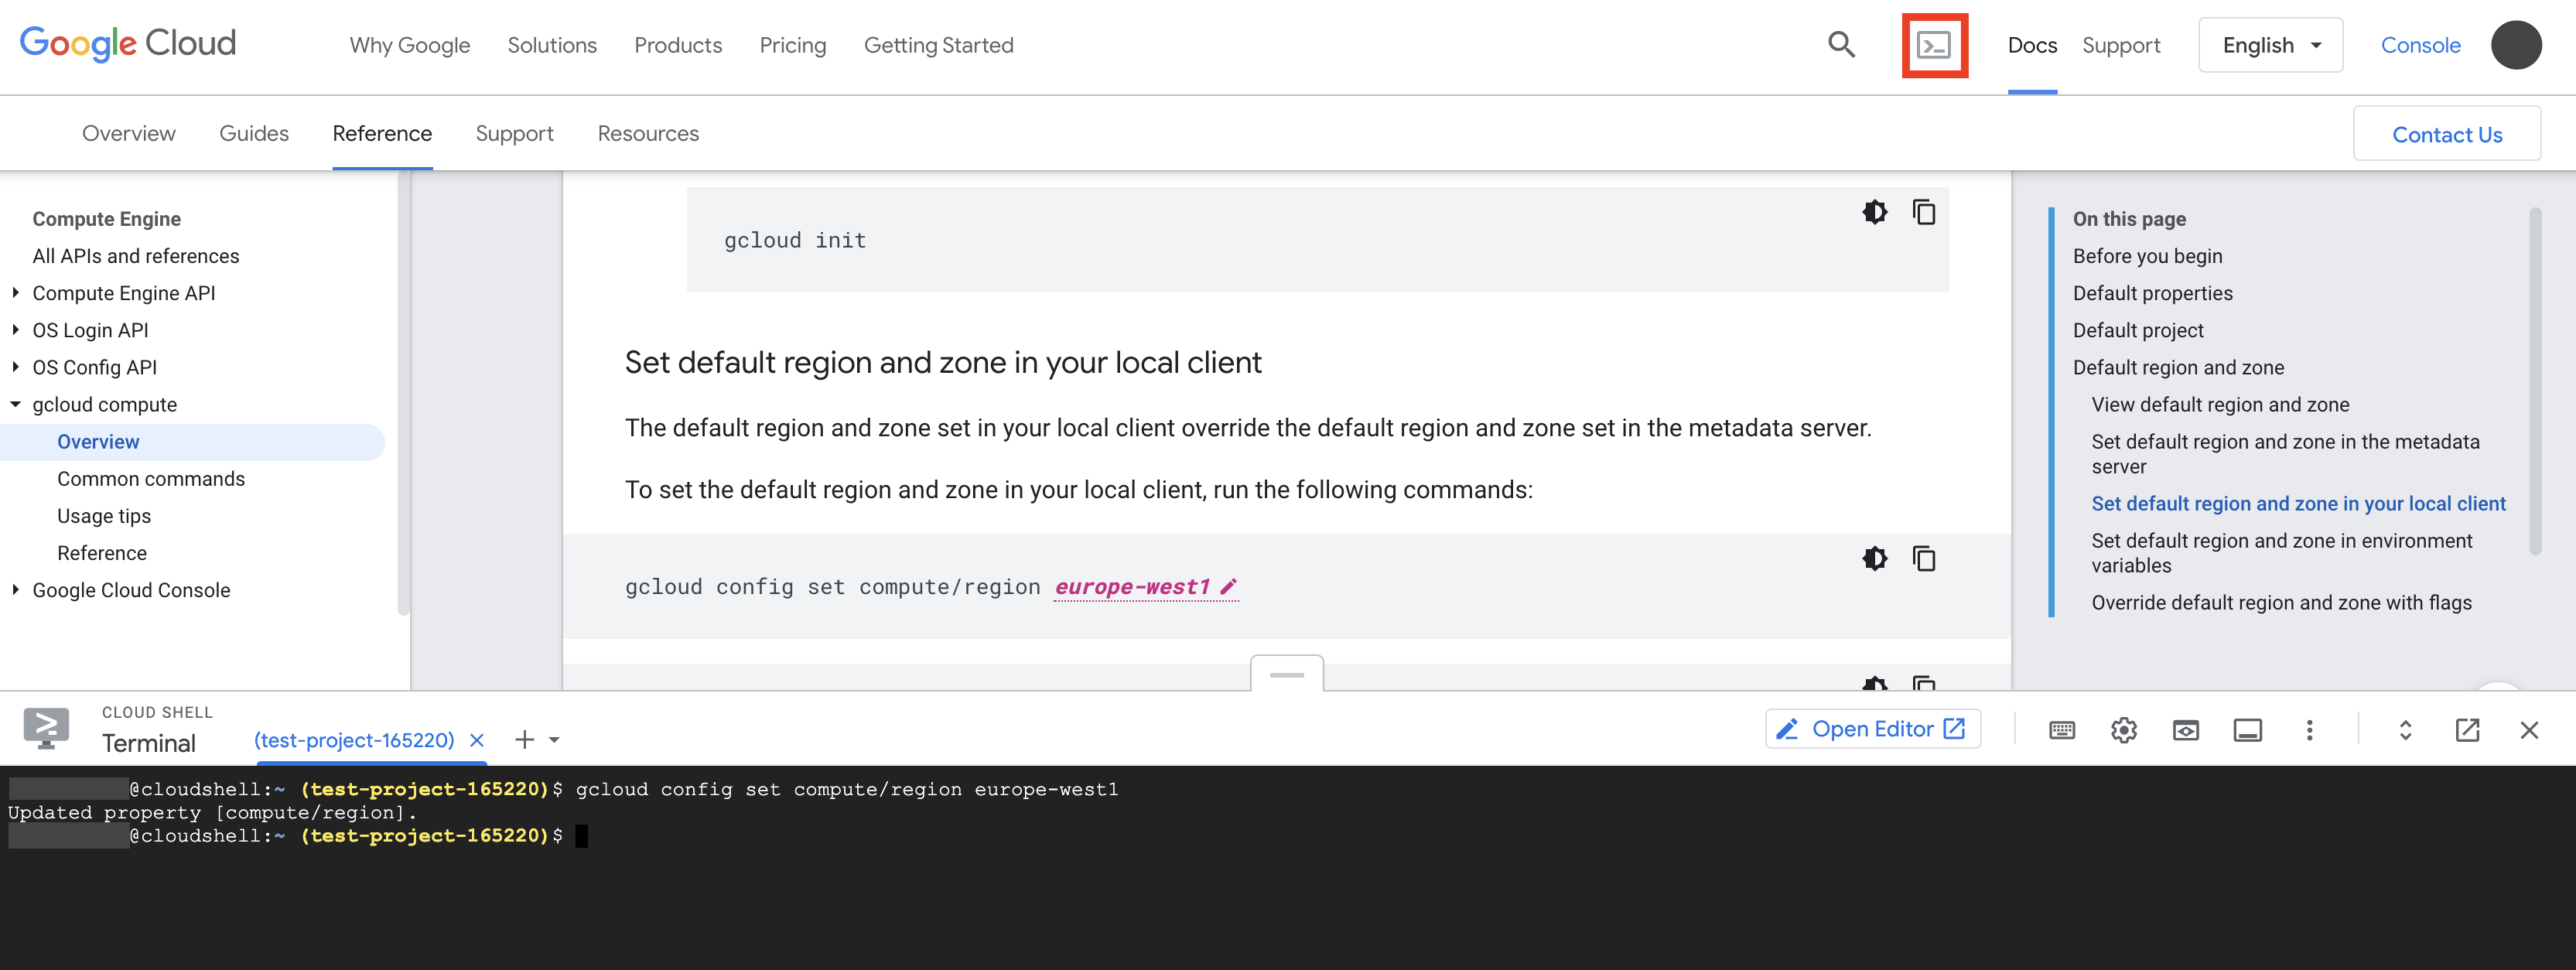 Google Cloud
Why Google
Solutions
Products
Pricing
Getting Started
Docs
Support
English
Console
Overview
Guides
Reference
Support
Resources
Contact Us
Compute Engine
All APIs and references
Compute Engine API
OS Login API
OS Config API
gcloud compute
Overview
Common commands
Usage tips
Reference
Google Cloud Console
gcloud init
Set default region and zone in your local client
The default region and zone set in your local client override the default region and zone set in the metadata server.
To set the default region and zone in your local client, run the following commands:
gcloud config set compute/region europe-west1
On this page
Before you begin
Default properties
Default project
Default region and zone
View default region and zone
Set default region and zone in the metadata
server
Set default region and zone in your local client
Set default region and zone in environment
variables
Override default region and zone with flags
CLOUD SHELL
Terminal
(test-project-165220)
Open Editor
@cloudshell:~ (test-project-165220)$ gcloud config set compute/region europe-west1
Updated property [compute/region].
@cloudshell:~ (test-project-165220)$